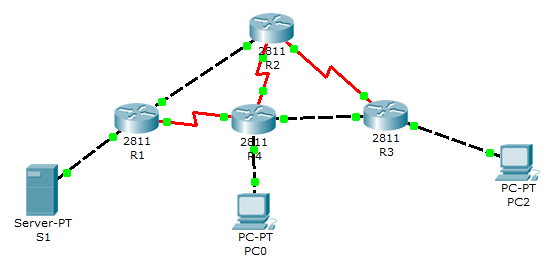 2811
R2
2811
R1
2811
R4
2811
R3
Server-PT
S1
PC-PT
PC0
PC-PT
PC2